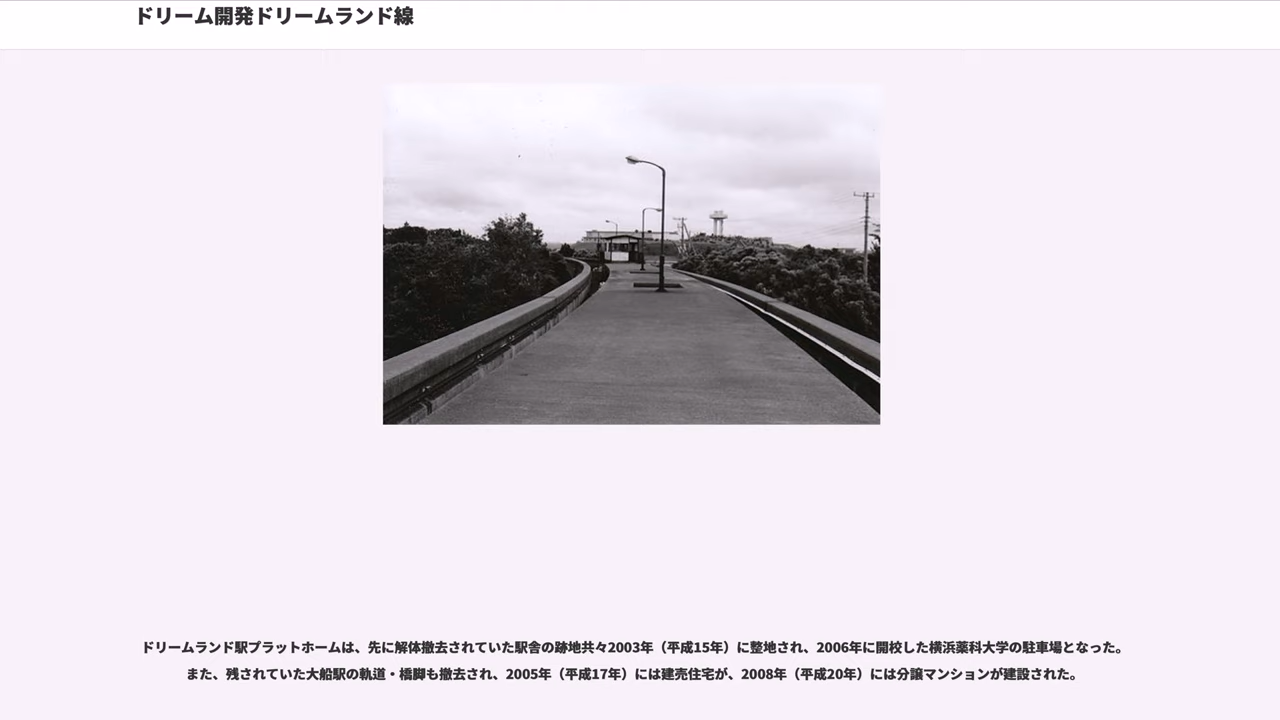 ドリーム開発ドリームランド線
ドリームランド駅プラットホームは、先に解体撤去されていた駅舎の跡地共々2003年（平成15年）に整地され、2006年に開校した横浜薬科大学の駐車場となった。
また、残されていた大船駅の軌道・橋脚も撤去され、2005年（平成17年）には建売住宅が、2008年（平成20年）には分譲マンションが建設された。